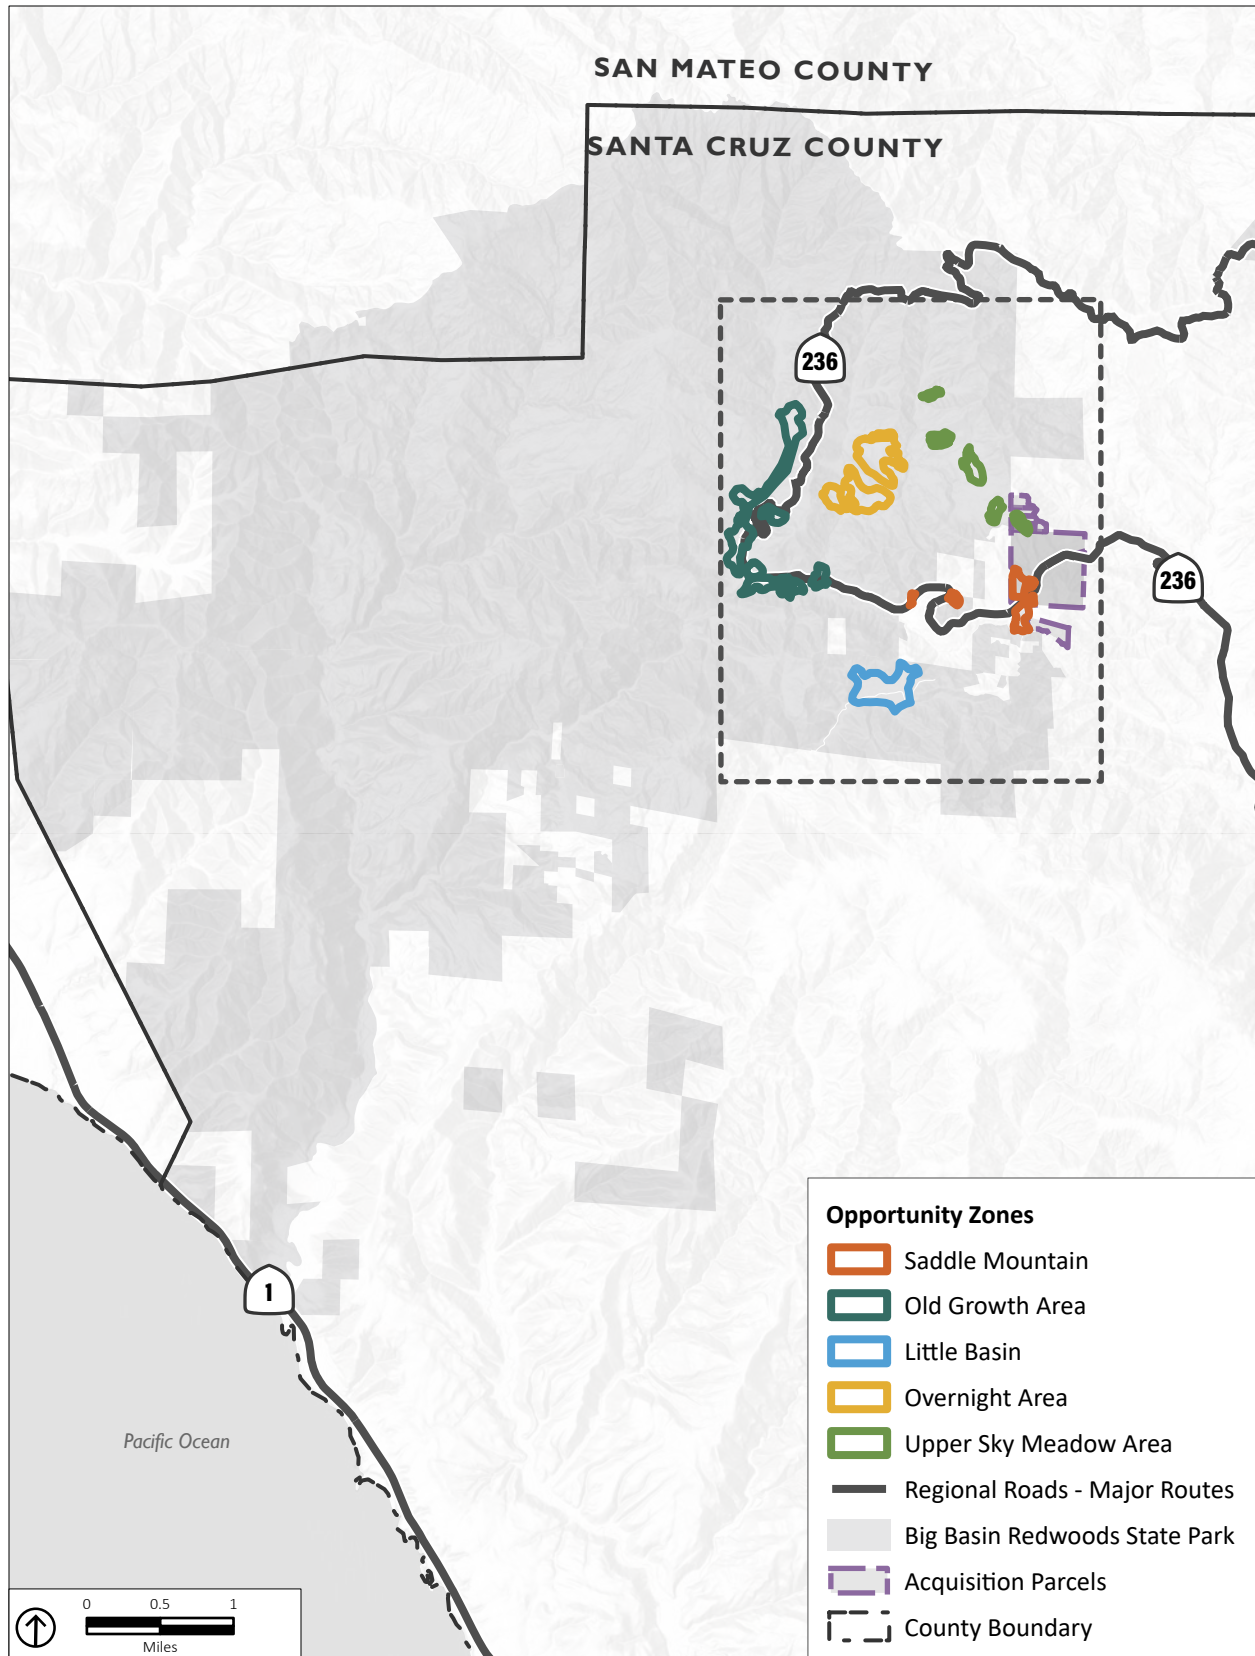 SAN MATEO COUNTY
SANTA CRUZ COUNTY
236
236
1
Pacific Ocean
Opportunity Zones
Saddle Mountain
Old Growth Area
Little Basin
Overnight Area
Upper Sky Meadow Area
Regional Roads - Major Routes
Big Basin Redwoods State Park
Acquisition Parcels
County Boundary
0 0.5 1
Miles